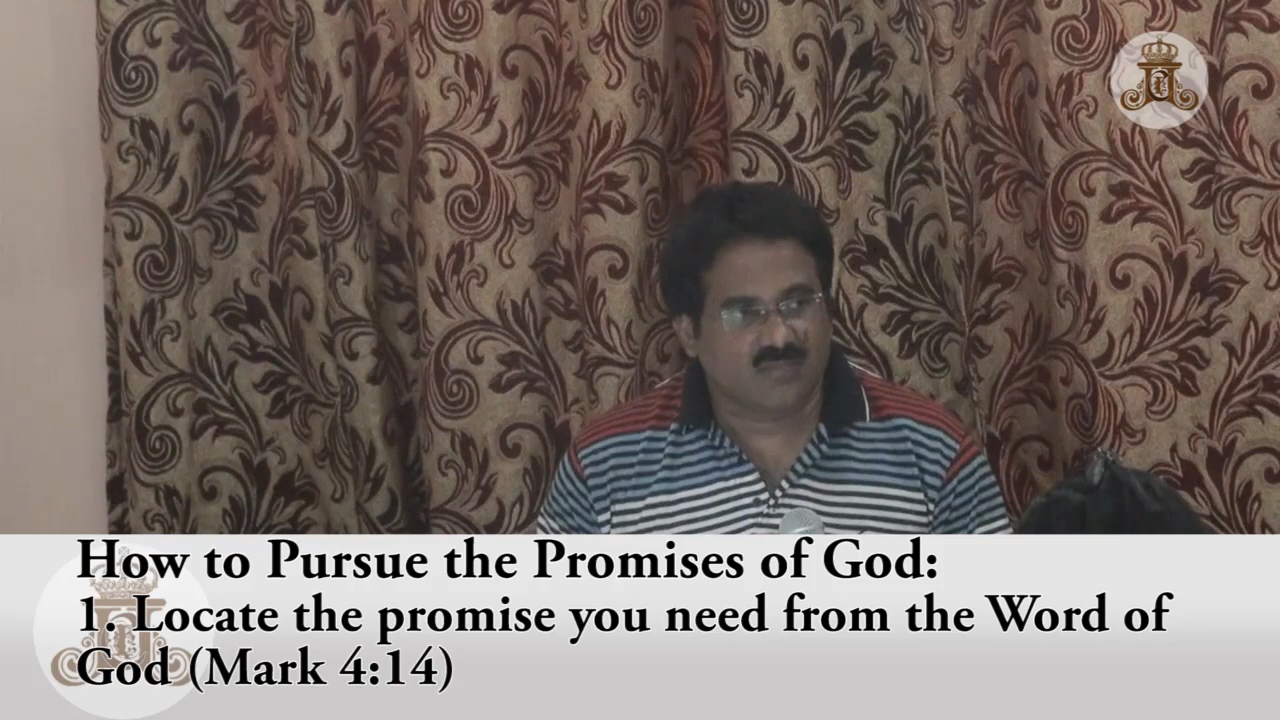 How to Pursue the Promises of God:
1. Locate the promise you need from the Word of
God (Mark 4:14)